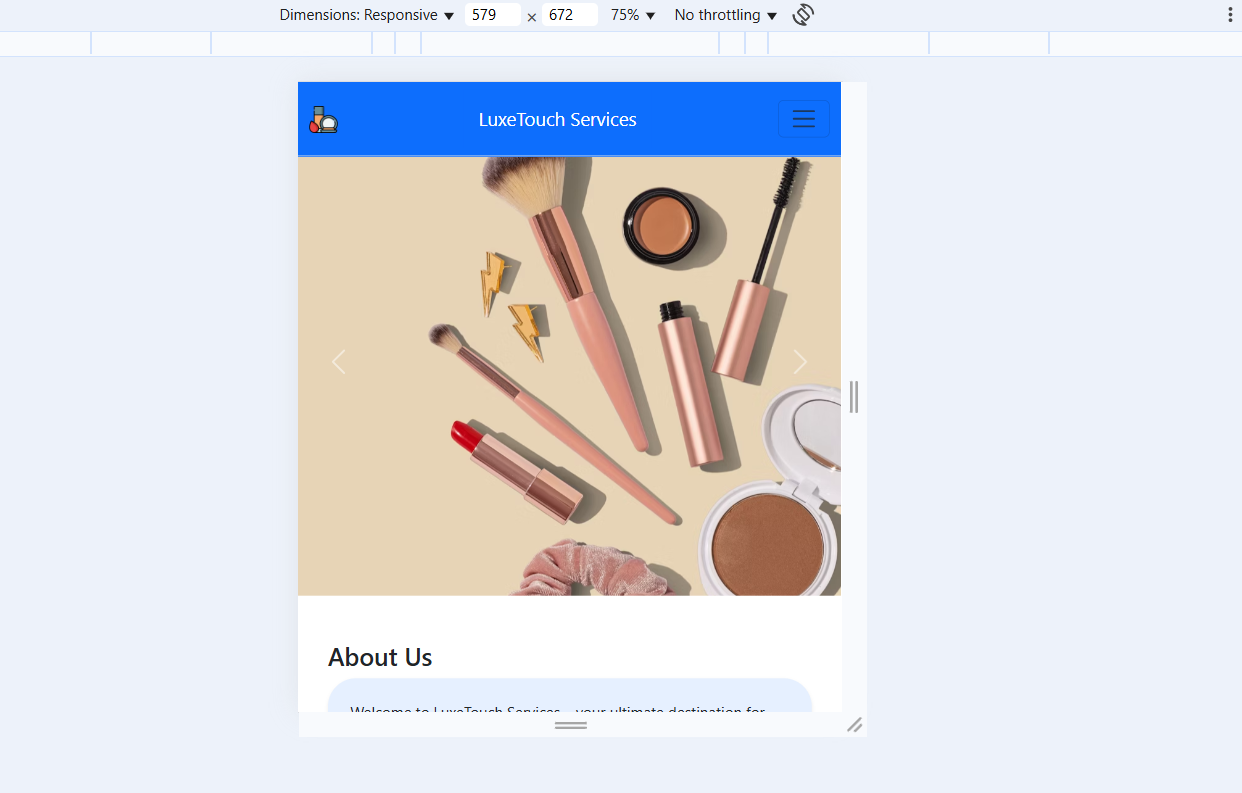 Dimensions: Responsive ▼ 579 × 672 75% ▼ No throttling ▼
LuxeTouch Services
About Us
Welcome to LuxeTouch Services – your ultimate destination for